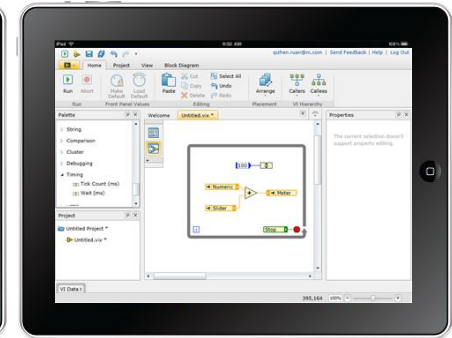 iPad
9:32 AM
100%
qizhen.ruan@ni.com | Send Feedback | Help | Log Out
Home Project View Block Diagram
Run Abort
Make Default
Load Default
Paste
Cut
Copy
Delete
Select All
Undo
Redo
Arrange
Callers Callees
Run Front Panel Values Editing Placement VI Hierarchy
Palette
String
Comparison
Cluster
Debugging
Timing
Tick Count (ms)
Wait (ms)
Project
Untitled Project *
Untitled.vix *
Welcome Untitled.vix *
100
Numeric
Meter
Slider
i
Stop
Properties
The current selection doesn't
support property editing.
VI Data
395,164 100%